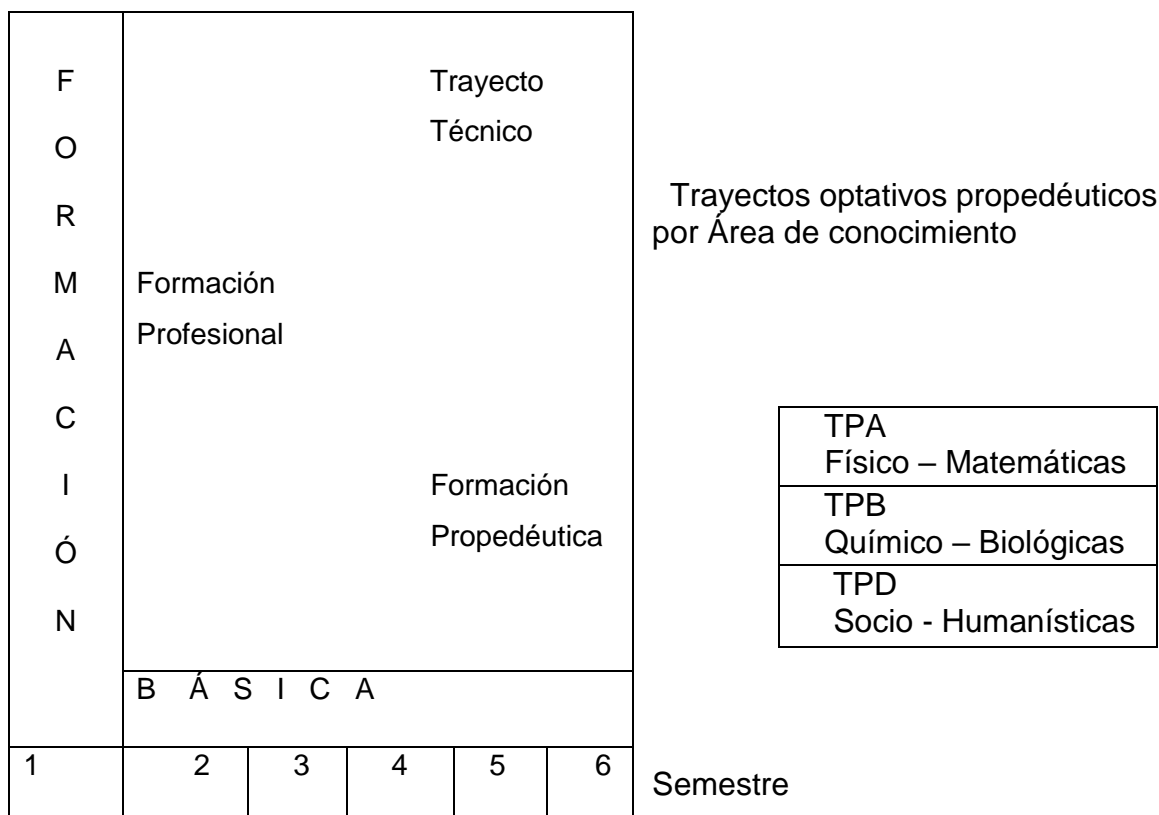 F
O
R
M
A
C
I
Ó
N
Trayecto
Técnico
Formación
Profesional
Formación
Propedéutica
B Á S I C A
1 2 3 4 5 6
Semestre
Trayectos optativos propedéuticos
por Área de conocimiento
TPA
Físico – Matemáticas
TPB
Químico – Biológicas
TPD
Socio - Humanísticas